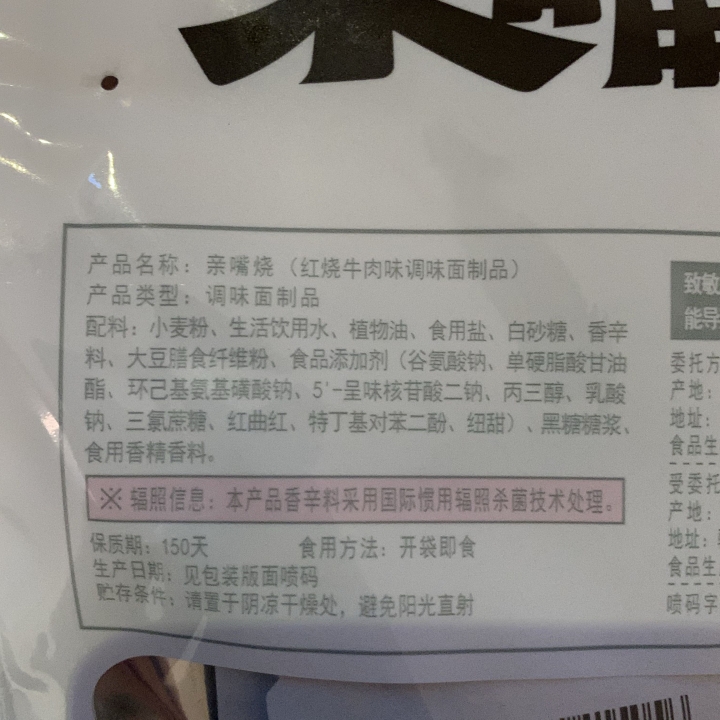 产品名称：亲嘴烧（红烧牛肉味调味面制品）
产品类型：调味面制品
配料：小麦粉、生活饮用水、植物油、食用盐、白砂糖、香辛
料、大豆膳食纤维粉、食品添加剂（谷氨酸钠、单硬脂酸甘油
酯、环己基氨基磺酸钠、5'-呈味核苷酸二钠、丙三醇、乳酸
钠、三氯蔗糖、红曲红、特丁基对苯二酚、纽甜）、黑糖糖浆、
食用香精香料。
※ 辐照信息：本产品香辛料采用国际惯用辐照杀菌技术处理。
保质期：150天 食用方法：开袋即食
生产日期：见包装版面喷码
贮存条件：请置于阴凉干燥处，避免阳光直射
致敏
能导
委托方
产地：
地址：
食品生
受委托
产地：
地址：
食品生
喷码字